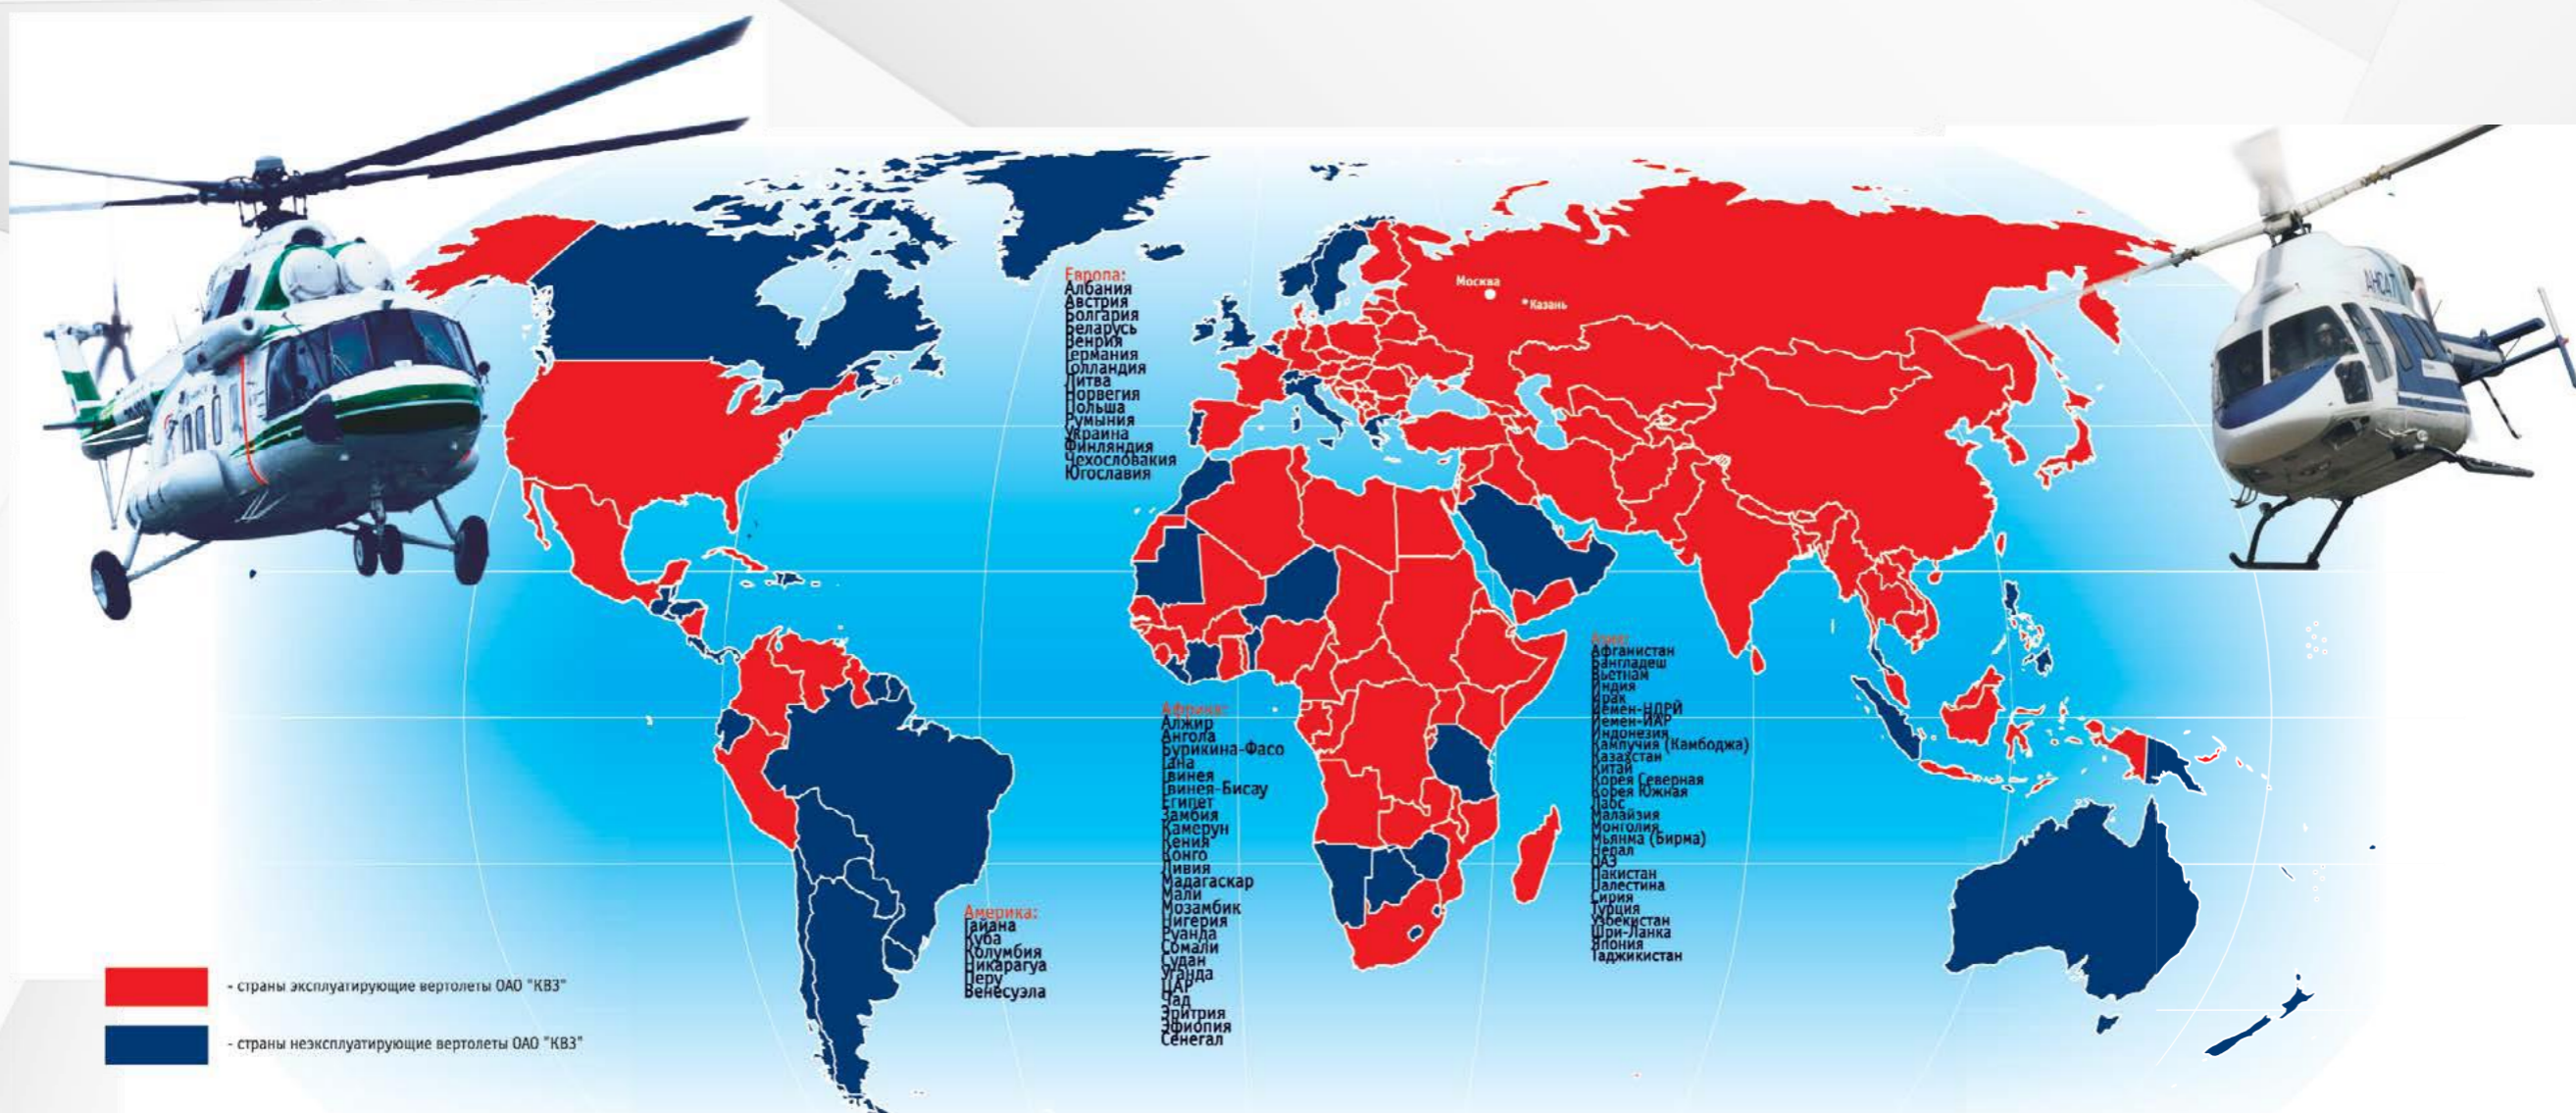 АНСАТ
Москва
Казань
Европа:
Албания
Австрия
Болгария
Беларусь
Венгрия
Германия
Голландия
Литва
Норвегия
Польша
Румыния
Украина
Финляндия
Чехословакия
Югославия
Азия:
Афганистан
Бангладеш
Вьетнам
Индия
Ирак
Йемен-НДРЙ
Йемен-ЙАР
Индонезия
Кампучия (Камбоджа)
Казахстан
Китай
Корея Северная
Корея Южная
Лаос
Малайзия
Монголия
Мьянма (Бирма)
Непал
ОАЭ
Пакистан
Палестина
Сирия
Турция
Узбекистан
Шри-Ланка
Япония
Таджикистан
Африка:
Алжир
Ангола
Бурикина-Фасо
Гана
Гвинея
Гвинея-Бисау
Египет
Замбия
Камерун
Кения
Конго
Ливия
Мадагаскар
Мали
Мозамбик
Нигерия
Руанда
Сомали
Судан
Уганда
ЦАР
Чад
Эритрия
Эфиопия
Сенегал
Америка:
Гайана
Куба
Колумбия
Никарагуа
Перу
Венесуэла
- страны эксплуатирующие вертолеты ОАО "КВЗ"
- страны неэксплуатирующие вертолеты ОАО "КВЗ"